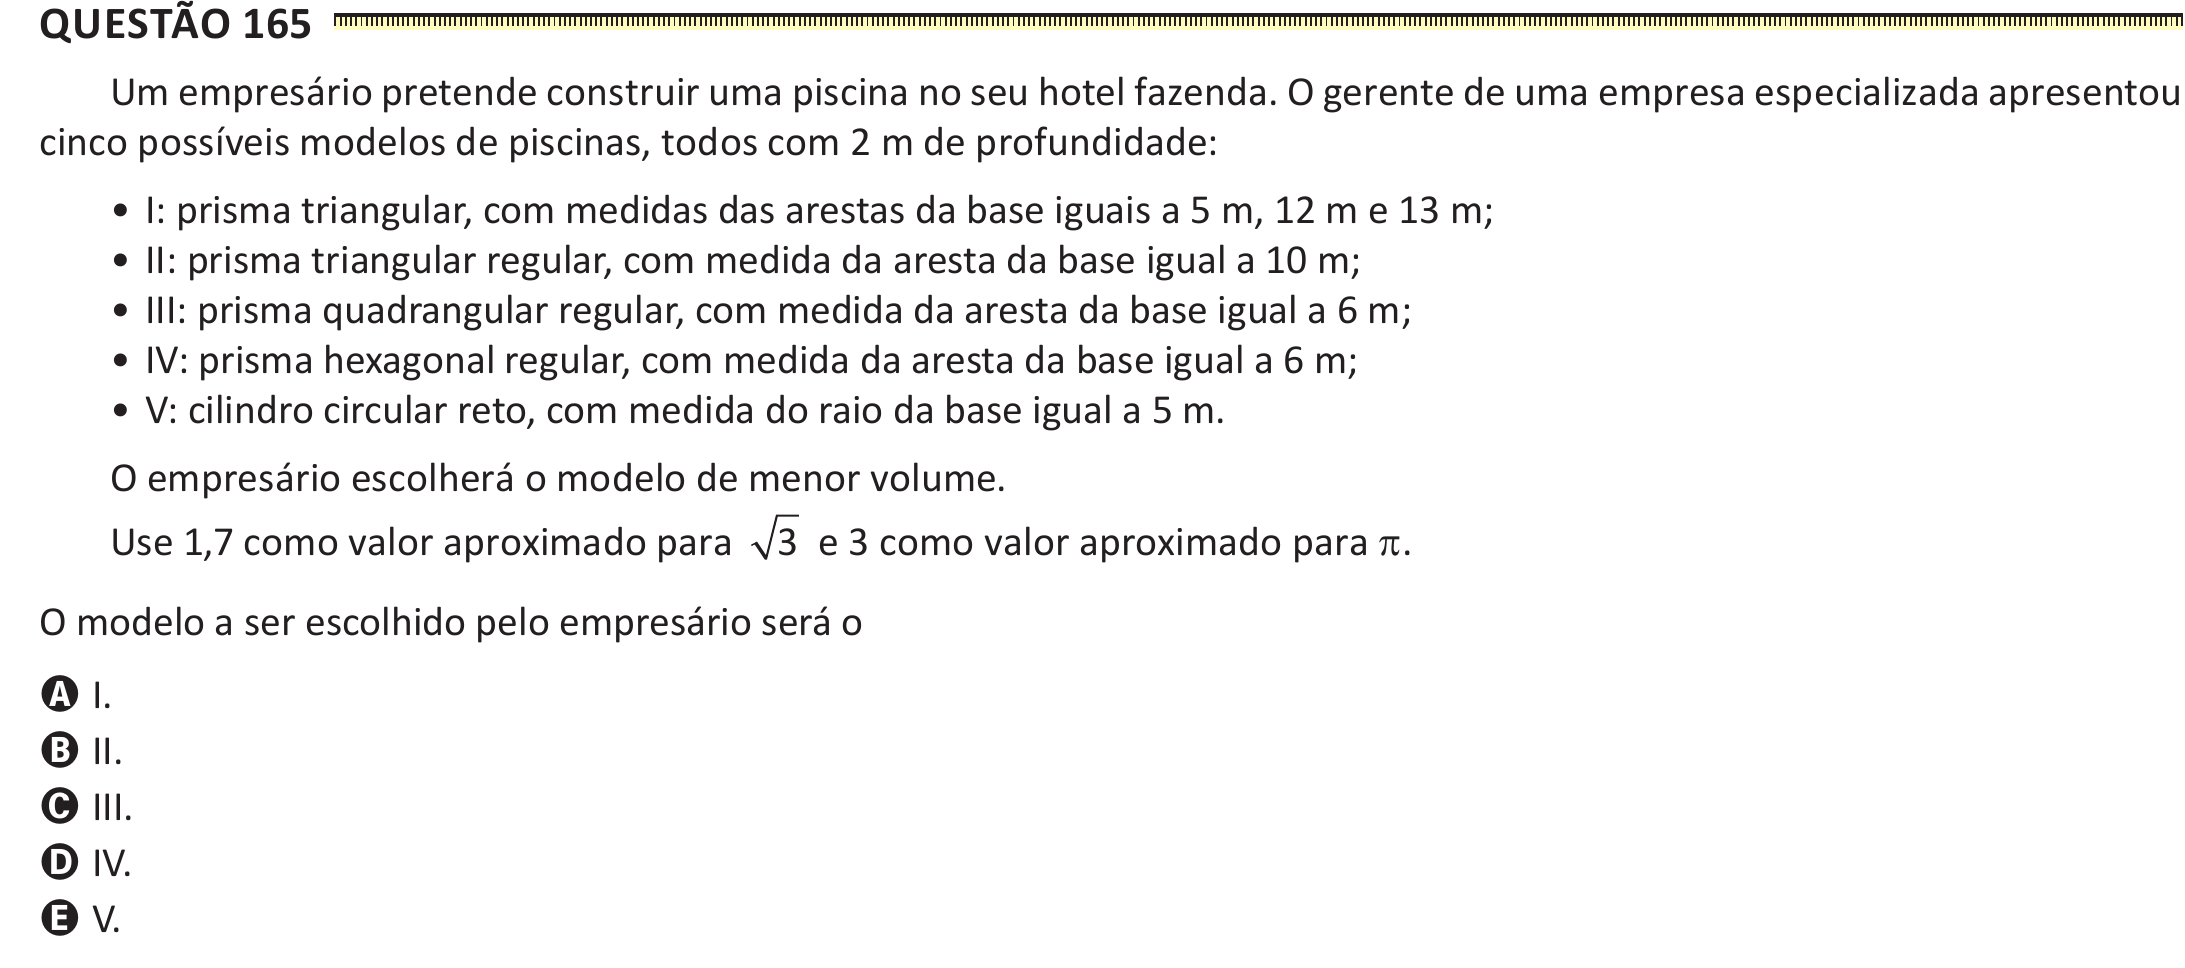 QUESTÃO 165
Um empresário pretende construir uma piscina no seu hotel fazenda. O gerente de uma empresa especializada apresentou
cinco possíveis modelos de piscinas, todos com 2 m de profundidade:
• I: prisma triangular, com medidas das arestas da base iguais a 5 m, 12 m e 13 m;
• II: prisma triangular regular, com medida da aresta da base igual a 10 m;
• III: prisma quadrangular regular, com medida da aresta da base igual a 6 m;
• IV: prisma hexagonal regular, com medida da aresta da base igual a 6 m;
• V: cilindro circular reto, com medida do raio da base igual a 5 m.
O empresário escolherá o modelo de menor volume.
Use 1,7 como valor aproximado para √3 e 3 como valor aproximado para π.
O modelo a ser escolhido pelo empresário será o
A I.
B II.
C III.
D IV.
E V.